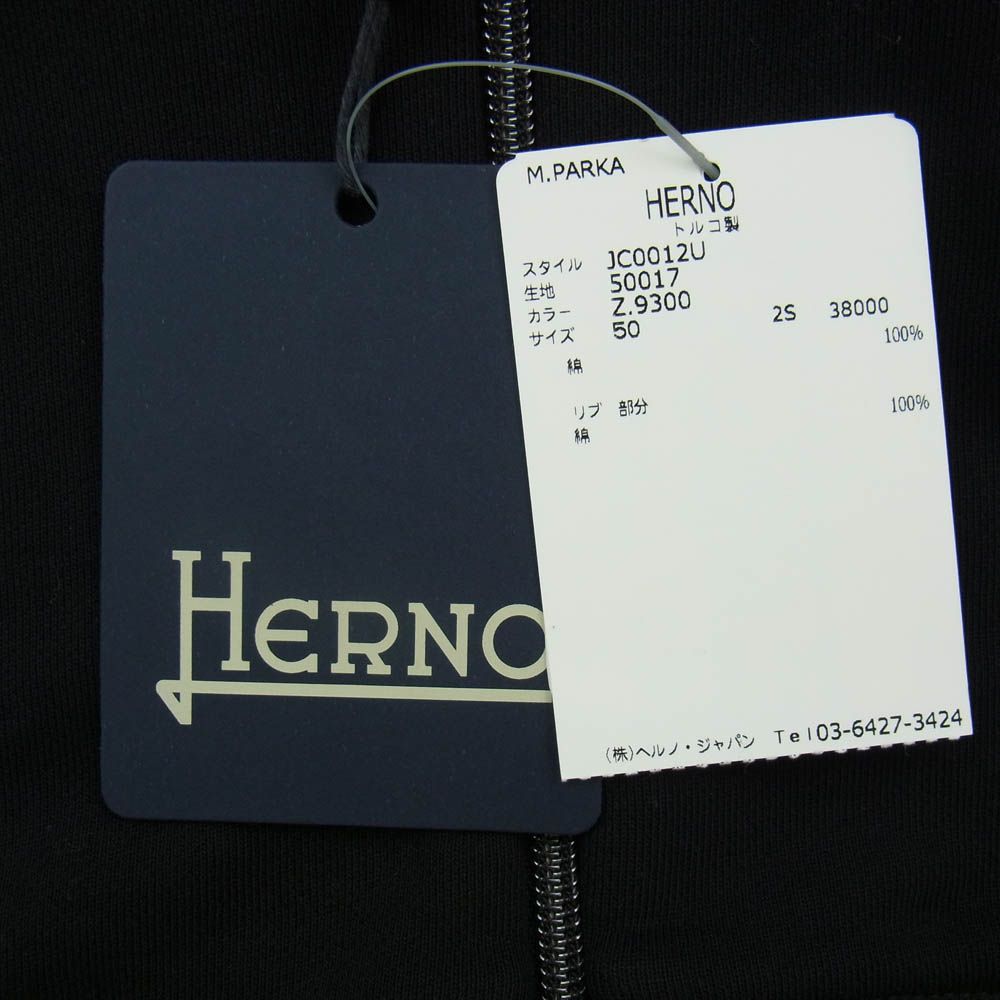 M.PARKA
HERNO
トルコ製
スタイル JC0012U
生地 50017
カラー Z.9300 2S 38000
サイズ 50 100%
綿
リブ 部分 100%
綿
(株)ヘルノ・ジャパン Tel03-6427-3424
HERNO